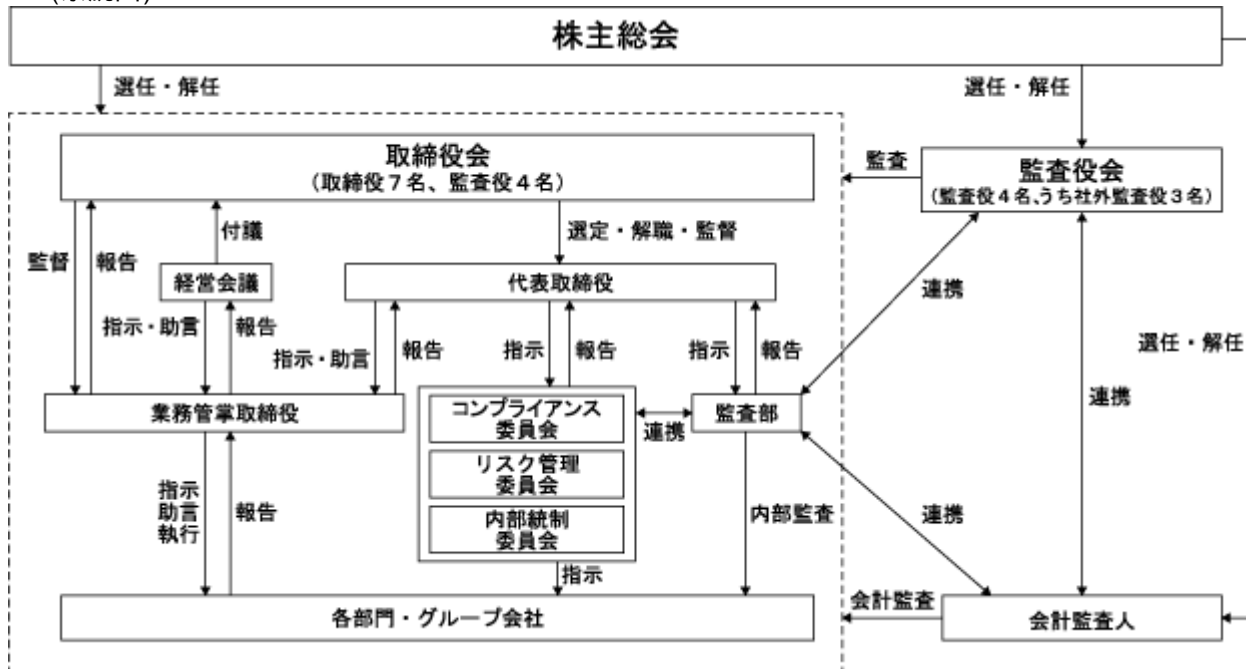 株主総会
選任・解任
選任・解任
取締役会
(取締役7名、監査役4名)
監査
監査役会
(監査役4名、うち社外監査役3名)
監督
報告
付議
選定・解職・監督
経営会議
代表取締役
連携
指示・助言
報告
指示・助言
報告
指示
報告
指示
報告
選任・解任
業務管掌取締役
コンプライアンス
委員会
連携
監査部
連携
リスク管理
委員会
指示
助言
執行
報告
内部統制
委員会
内部監査
連携
指示
各部門・グループ会社
会計監査
会計監査人